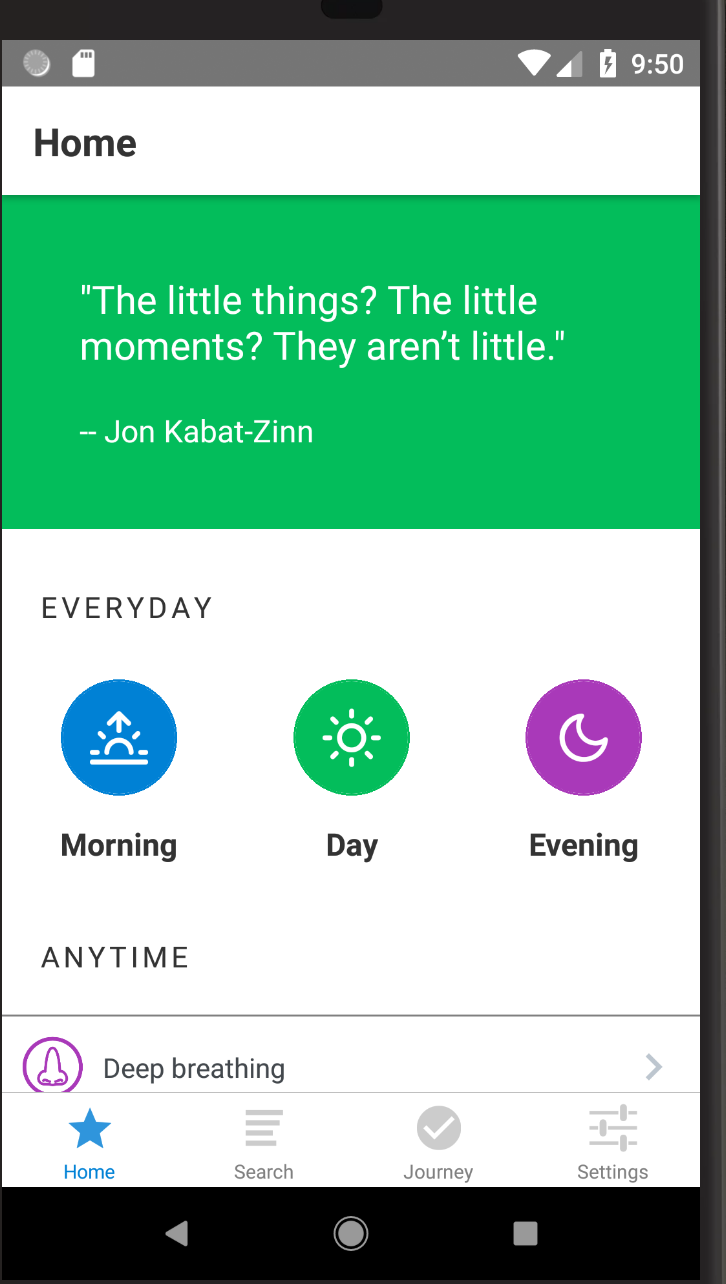 9:50
Home
"The little things? The little
moments? They aren’t little."
-- Jon Kabat-Zinn
EVERYDAY
Morning Day Evening
ANYTIME
Deep breathing
Home Search Journey Settings